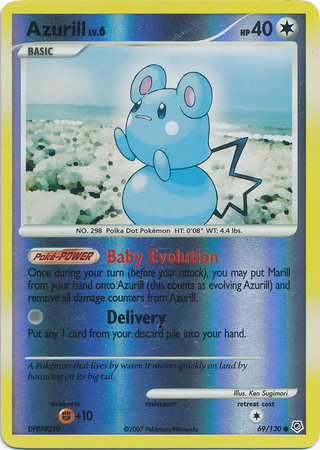 Azurill LV.6 HP 40
BASIC
NO. 298 Polka Dot Pokémon HT: 0'08" WT: 4.4 lbs.
Poké-POWER Baby Evolution
Once during your turn (before your attack), you may put Marill
from your hand onto Azurill (this counts as evolving Azurill) and
remove all damage counters from Azurill.
Delivery
Put any 1 card from your discard pile into your hand.
A Pokémon that lives by water. It moves quickly on land by
bouncing on its big tail.
Illus. Ken Sugimori
weakness resistance retreat cost
+10
DPBP#210 ©2007 Pokémon/Nintendo 69/130